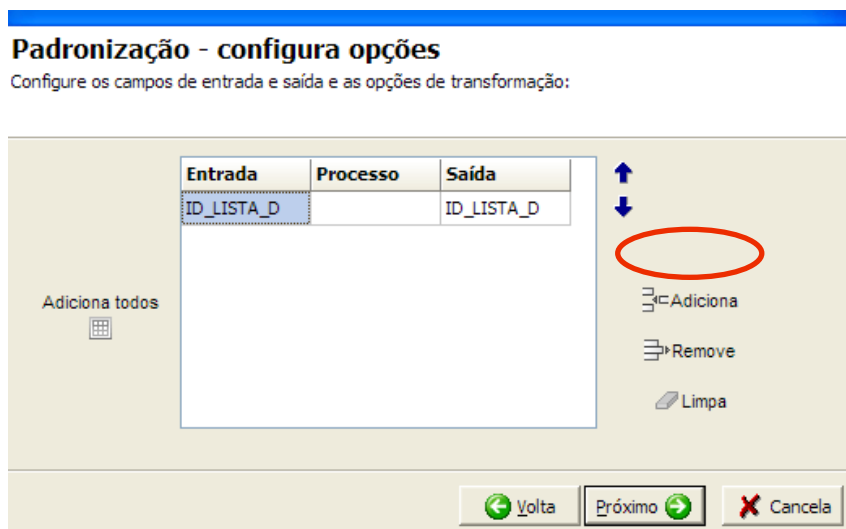 Padronização - configura opções
Configure os campos de entrada e saída e as opções de transformação:
Entrada Processo Saída
ID_LISTA_D ID_LISTA_D
Adiciona todos
Adiciona
Remove
Limpa
Volta Próximo Cancela